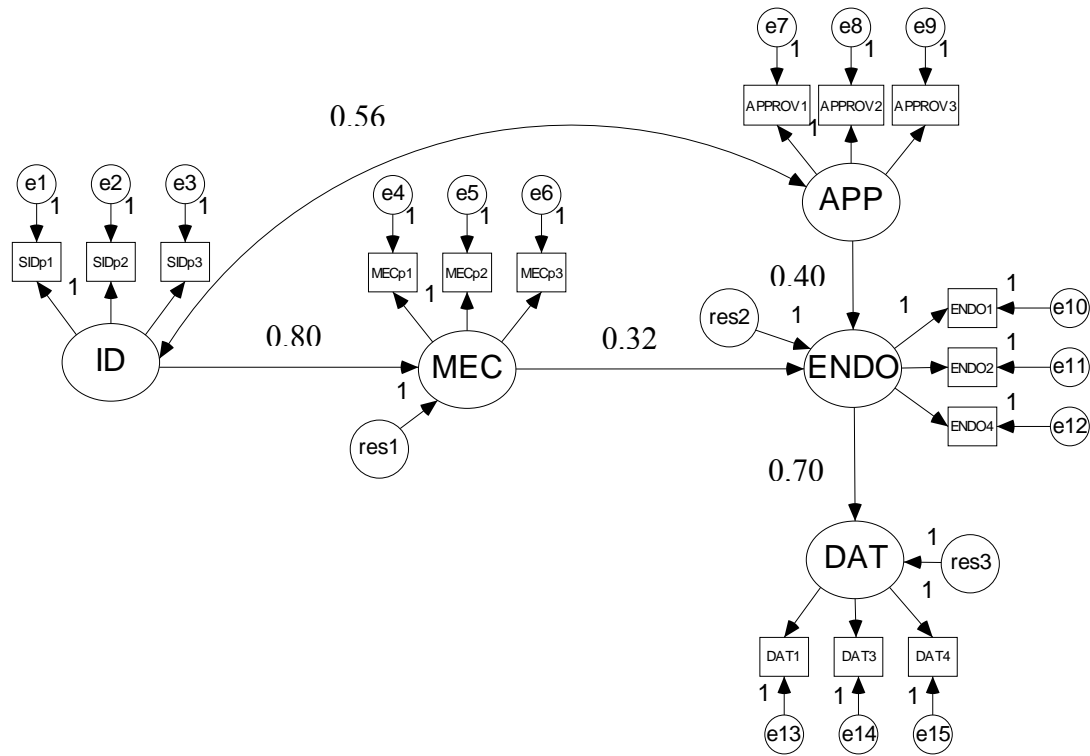 e7 e8 e9
1 1 1
APPROV1 APPROV2 APPROV3
0.56 1
e1 e2 e3 e4 e5 e6
1 1 1 1 1 1
APP
SIDp1 SIDp2 SIDp3 MECp1 MECp2 MECp3
1 1 0.40 1
res2 1 1 ENDO1 e10
ID 0.80 MEC 0.32 ENDO 1
ENDO2 e11
1 1
res1 ENDO4 e12
0.70
1
DAT res3
1
DAT1 DAT3 DAT4
1 1 1
e13 e14 e15